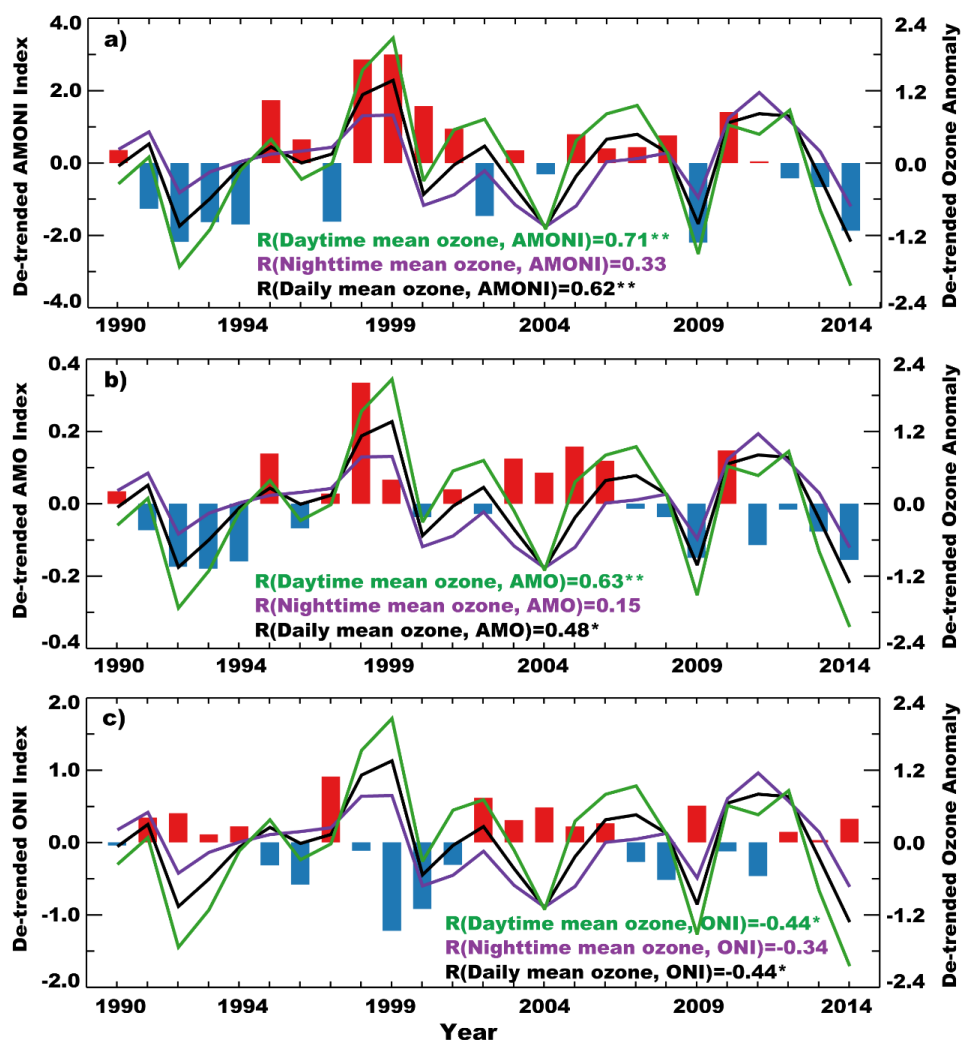 a)
De-trended AMONI Index
4.0
2.0
0.0
-2.0
-4.0
2.4
1.2
0.0
-1.2
-2.4
De-trended Ozone Anomaly
R(Daytime mean ozone, AMONI)=0.71**
R(Nighttime mean ozone, AMONI)=0.33
R(Daily mean ozone, AMONI)=0.62**
1990 1994 1999 2004 2009 2014
b)
De-trended AMO Index
0.4
0.2
0.0
-0.2
-0.4
2.4
1.2
0.0
-1.2
-2.4
De-trended Ozone Anomaly
R(Daytime mean ozone, AMO)=0.63**
R(Nighttime mean ozone, AMO)=0.15
R(Daily mean ozone, AMO)=0.48*
1990 1994 1999 2004 2009 2014
c)
De-trended ONI Index
2.0
1.0
0.0
-1.0
-2.0
2.4
1.2
0.0
-1.2
-2.4
De-trended Ozone Anomaly
R(Daytime mean ozone, ONI)=-0.44*
R(Nighttime mean ozone, ONI)=-0.34
R(Daily mean ozone, ONI)=-0.44*
1990 1994 1999 2004 2009 2014
Year